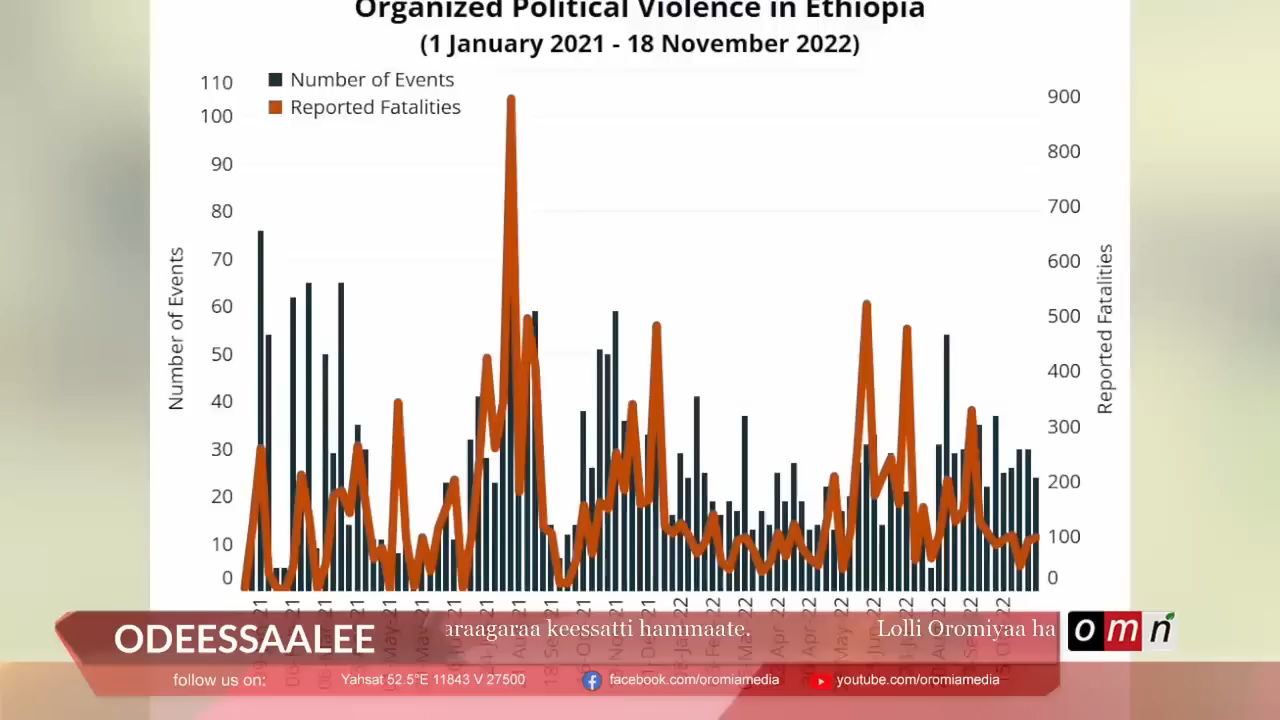 Organized Political Violence in Ethiopia
(1 January 2021 - 18 November 2022)
Number of Events
Reported Fatalities
110
100
90
80
70
60
50
40
30
20
10
0
Number of Events
900
800
700
600
500
400
300
200
100
0
Reported Fatalities
ODEESSAALEE
araagaraa keessatti hammaate. Lolli Oromiyaa ha
omn
follow us on: Yahsat 52.5°E 11843 V 27500 facebook.com/oromiamedia youtube.com/oromiamedia